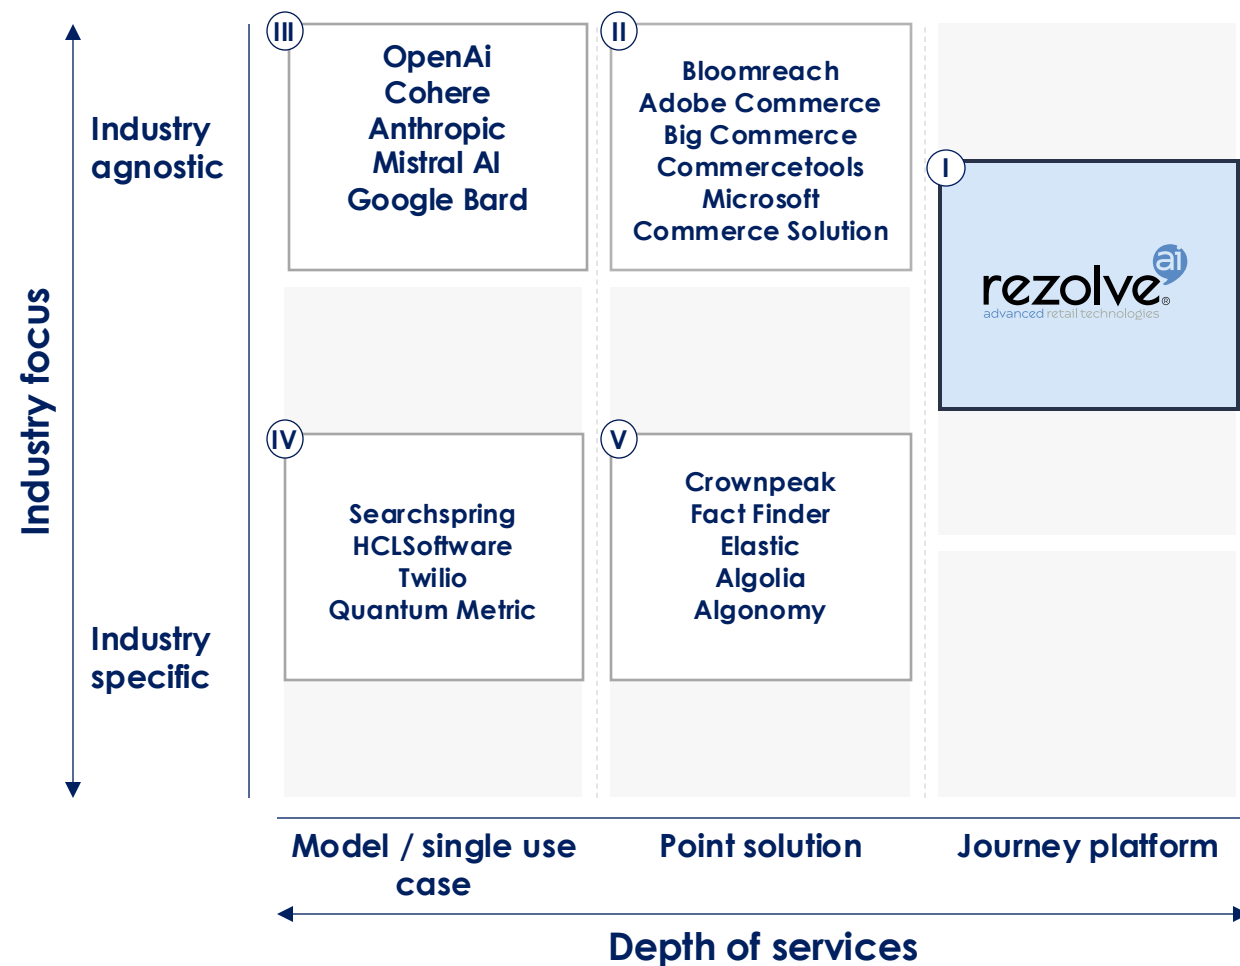 Industry focus
Industry
agnostic
Industry
specific
III
OpenAi
Cohere
Anthropic
Mistral AI
Google Bard
II
Bloomreach
Adobe Commerce
Big Commerce
Commercetools
Microsoft
Commerce Solution
I
rezolve ai ®
advanced retail technologies
IV
Searchspring
HCLSoftware
Twilio
Quantum Metric
V
Crownpeak
Fact Finder
Elastic
Algolia
Algonomy
Model / single use
case
Point solution
Journey platform
Depth of services